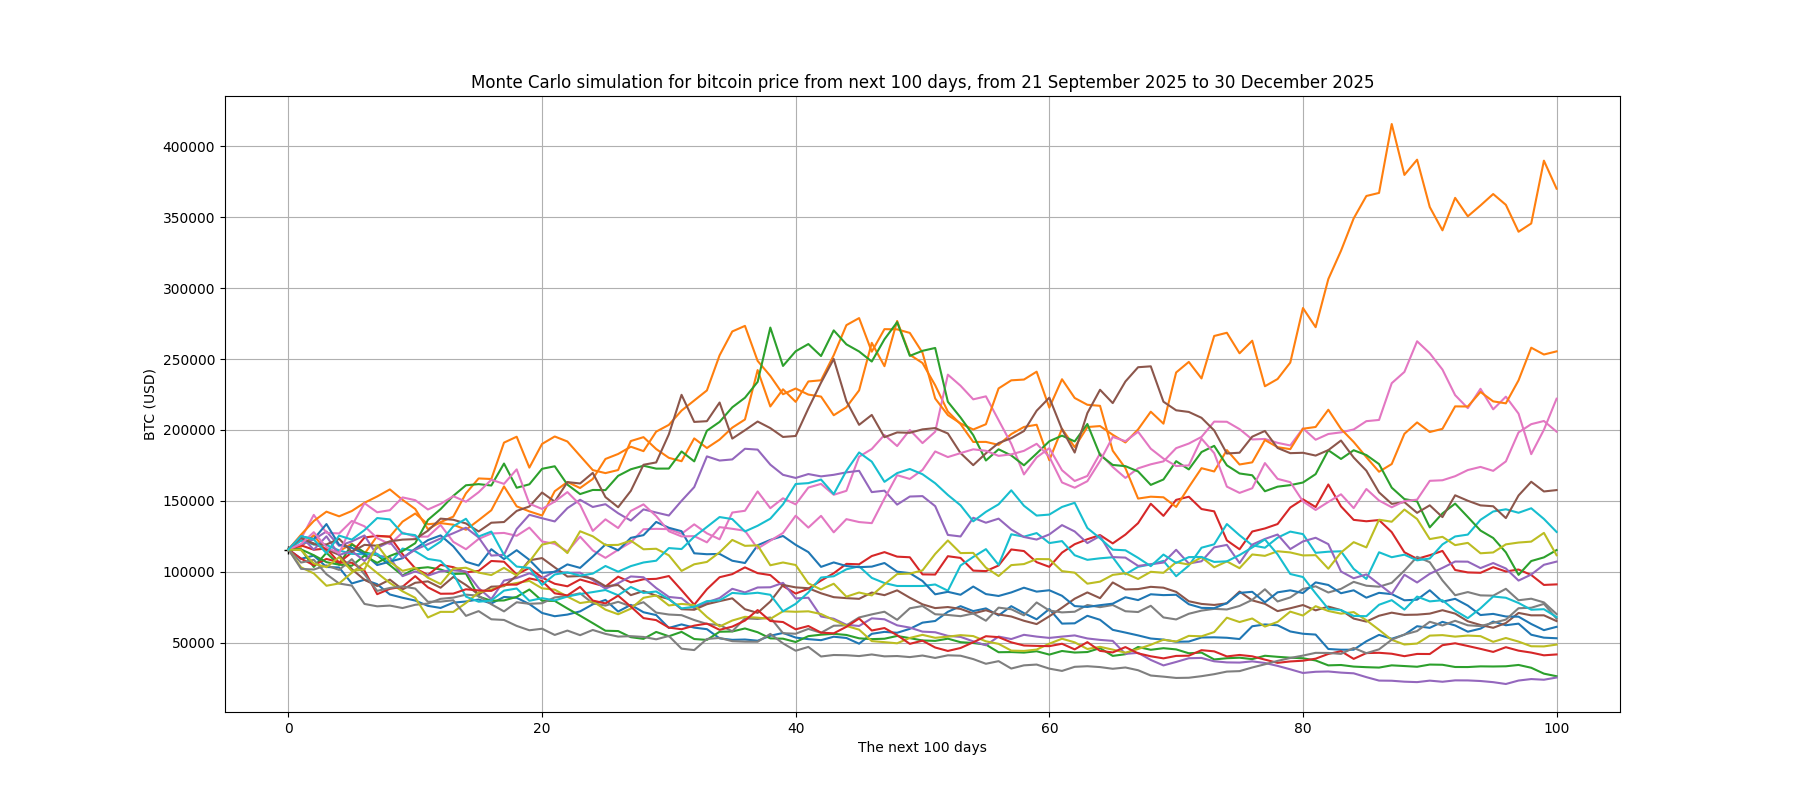 Monte Carlo simulation for bitcoin price from next 100 days, from 21 September 2025 to 30 December 2025
400000
350000
300000
250000
200000
150000
100000
50000
BTC (USD)
0 20 40 60 80 100
The next 100 days